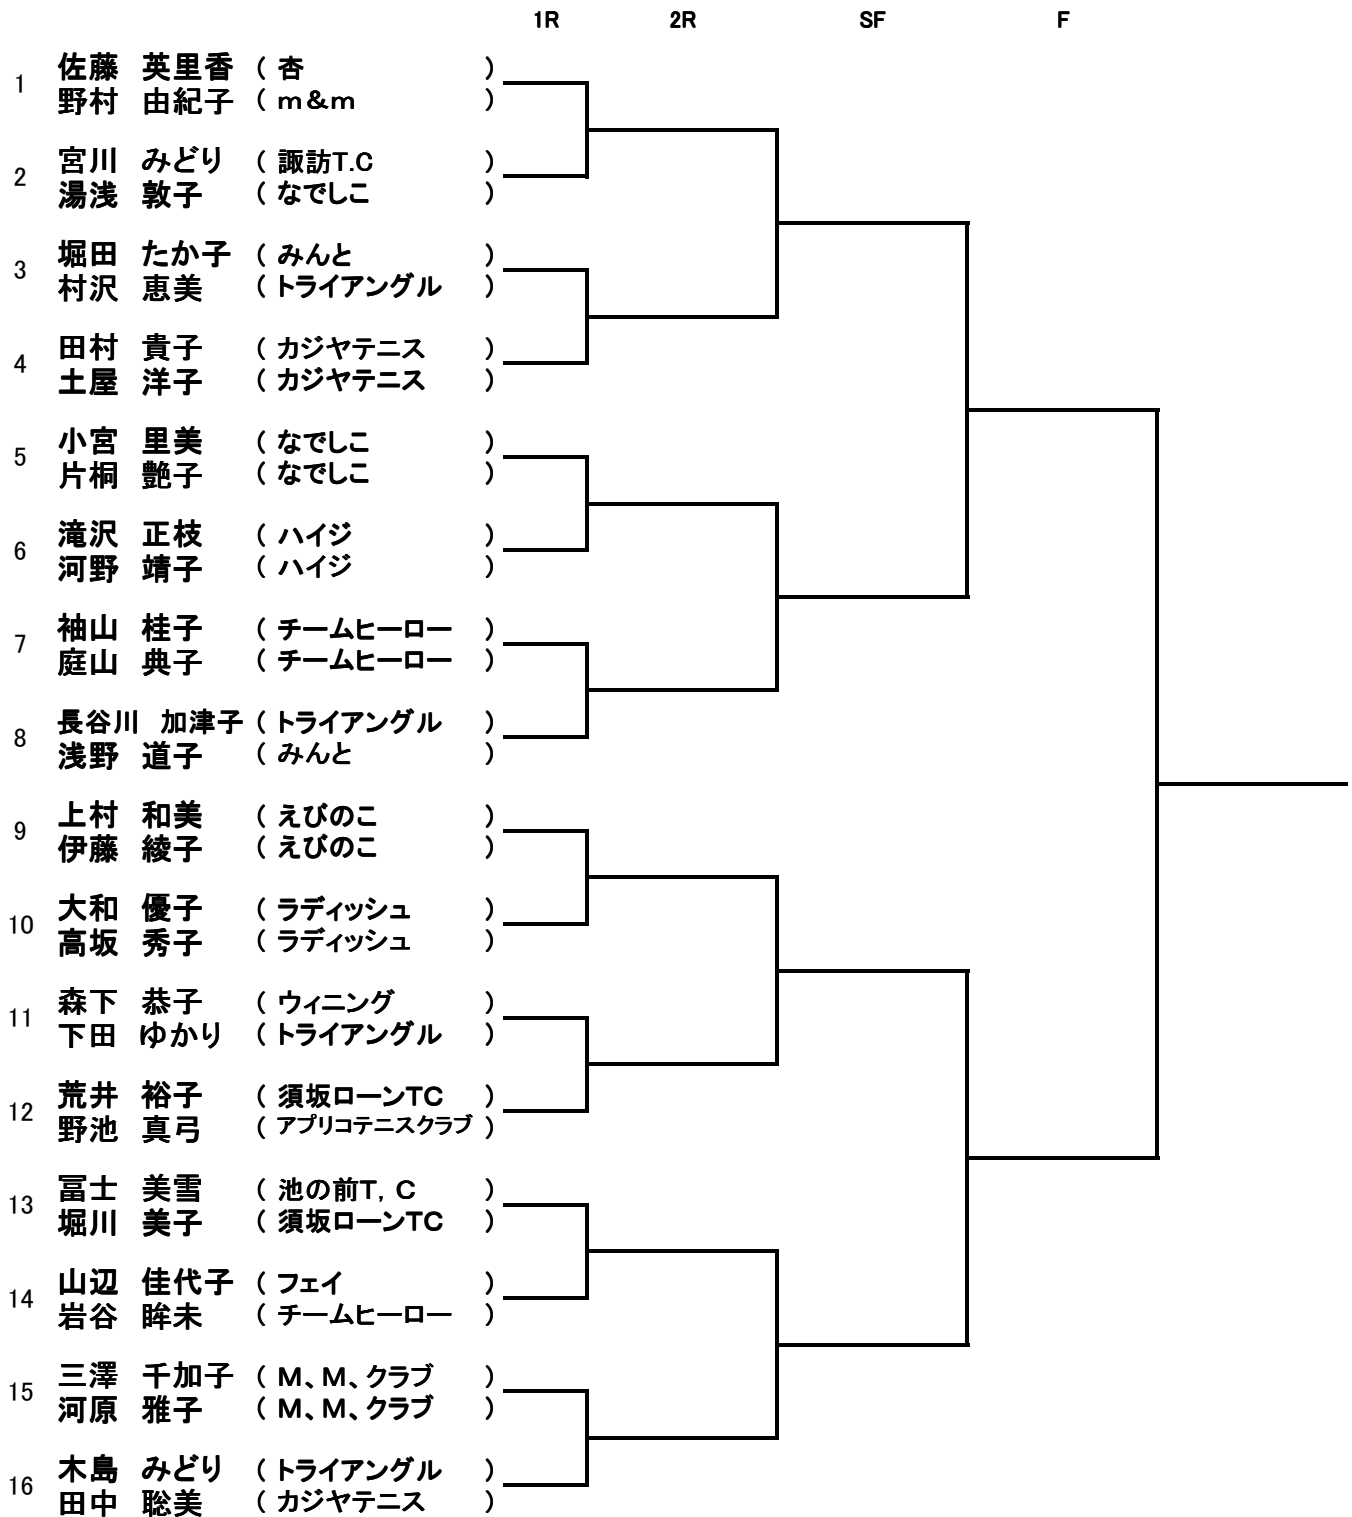 1R 2R SF F
1
佐藤 英里香 ( 杏 )
野村 由紀子 ( m&m )
2
宮川 みどり ( 諏訪T.C )
湯浅 敦子 ( なでしこ )
3
堀田 たか子 ( みんと )
村沢 恵美 ( トライアングル )
4
田村 貴子 ( カジヤテニス )
土屋 洋子 ( カジヤテニス )
5
小宮 里美 ( なでしこ )
片桐 艶子 ( なでしこ )
6
滝沢 正枝 ( ハイジ )
河野 靖子 ( ハイジ )
7
袖山 桂子 ( チームヒーロー )
庭山 典子 ( チームヒーロー )
8
長谷川 加津子 ( トライアングル )
浅野 道子 ( みんと )
9
上村 和美 ( えびのこ )
伊藤 綾子 ( えびのこ )
10
大和 優子 ( ラディッシュ )
高坂 秀子 ( ラディッシュ )
11
森下 恭子 ( ウィニング )
下田 ゆかり ( トライアングル )
12
荒井 裕子 ( 須坂ローンTC )
野池 真弓 ( アプリコテニスクラブ )
13
冨士 美雪 ( 池の前T，C )
堀川 美子 ( 須坂ローンTC )
14
山辺 佳代子 ( フェイ )
岩谷 眸未 ( チームヒーロー )
15
三澤 千加子 ( M、M、クラブ )
河原 雅子 ( M、M、クラブ )
16
木島 みどり ( トライアングル )
田中 聡美 ( カジヤテニス )